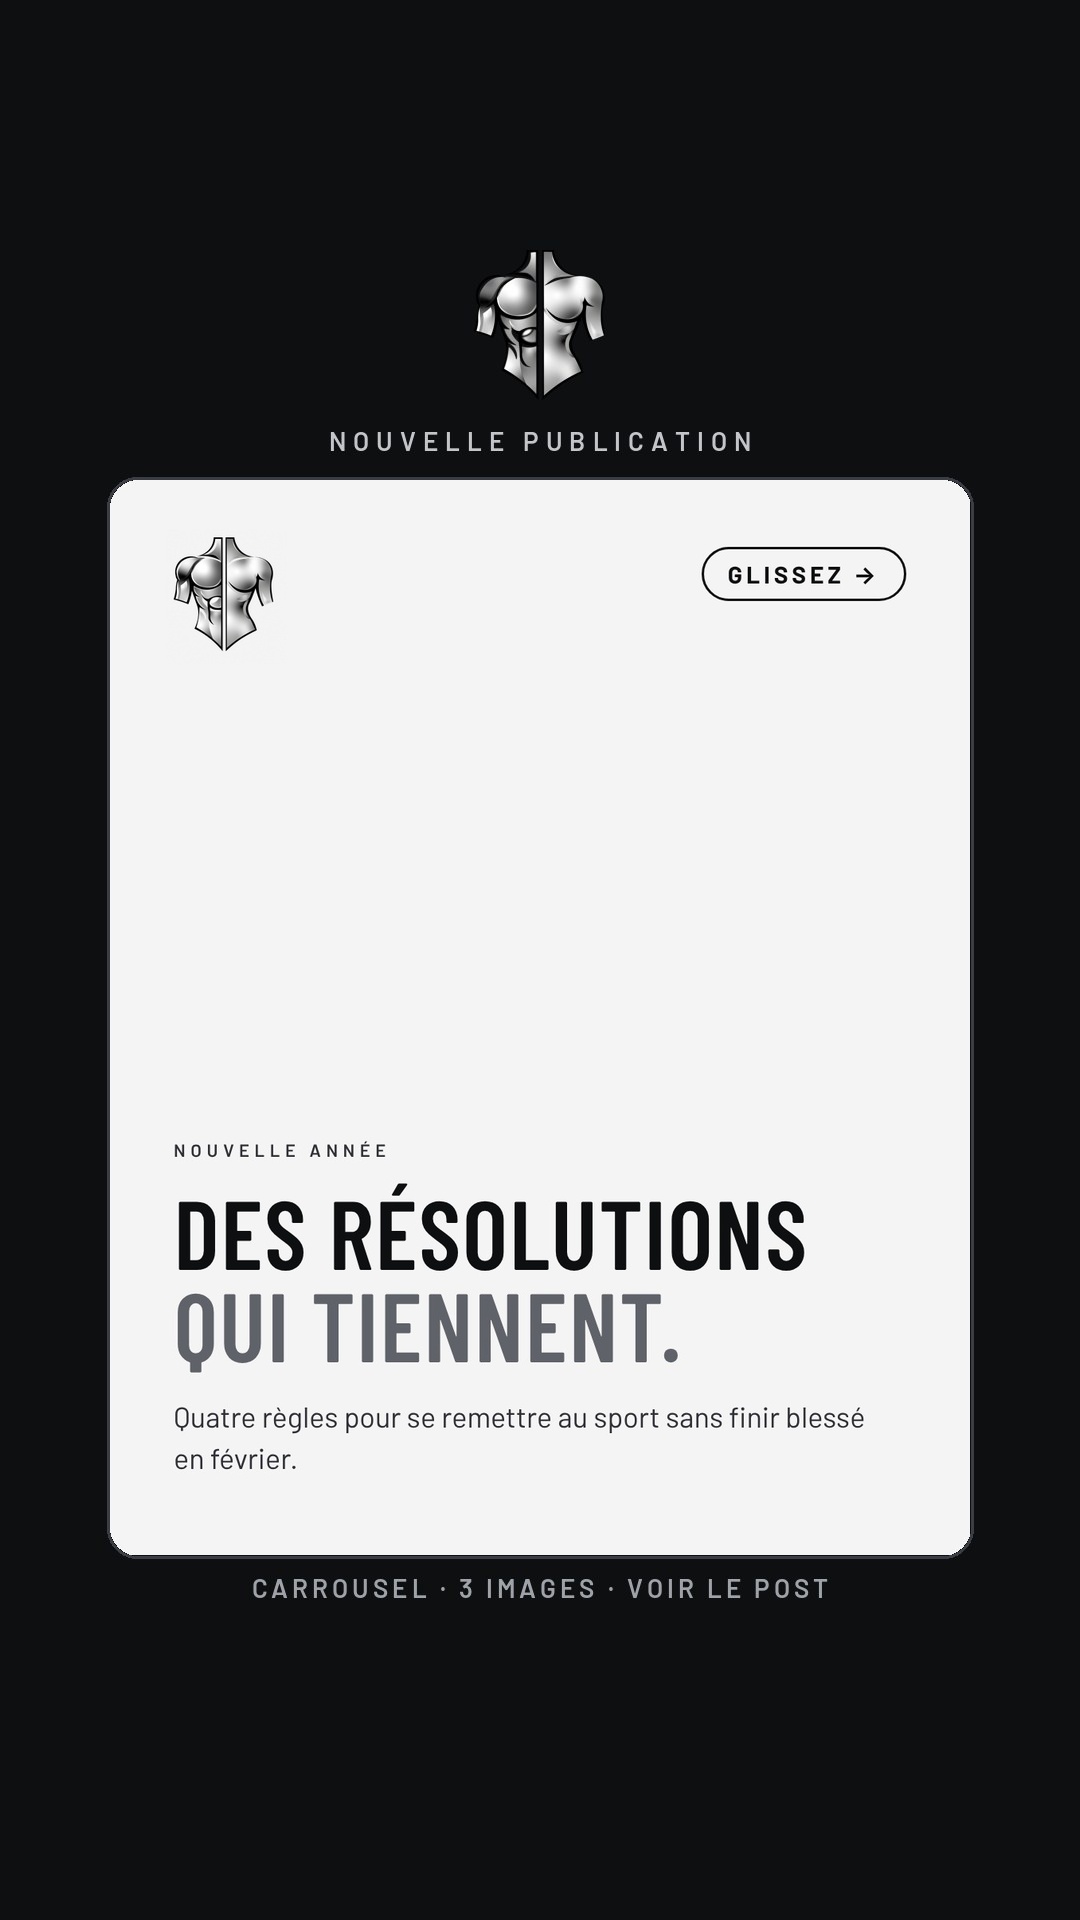 NOUVELLE PUBLICATION
GLISSEZ →
NOUVELLE ANNÉE
DES RÉSOLUTIONS
QUI TIENNENT.
Quatre règles pour se remettre au sport sans finir blessé
en février.
CARROUSEL · 3 IMAGES · VOIR LE POST